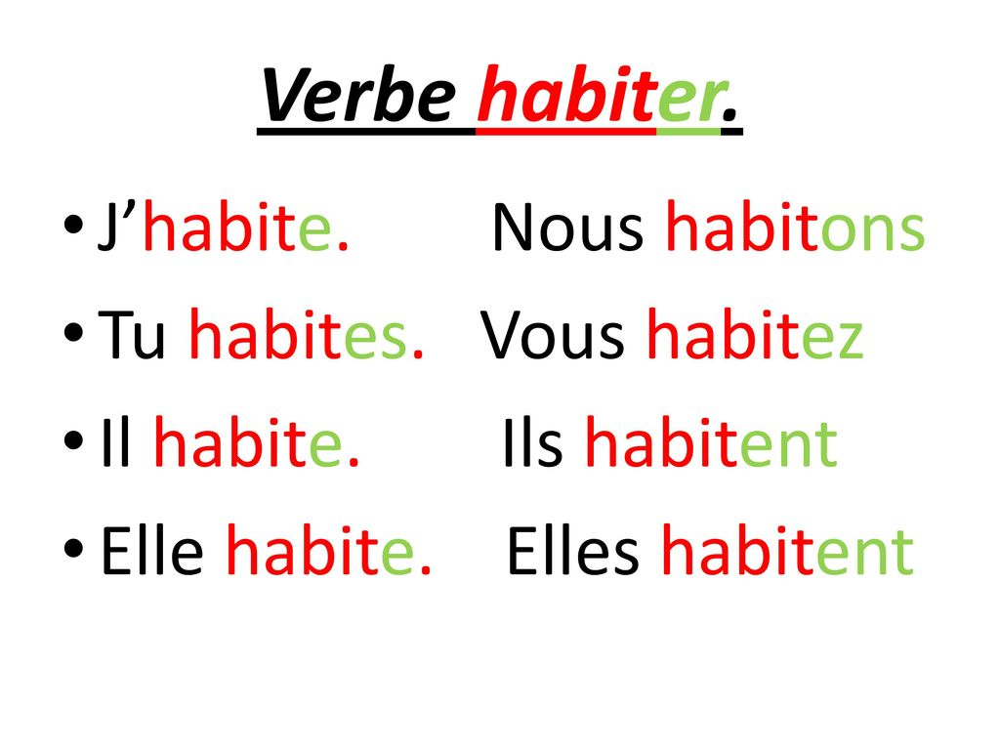 Verbe habiter.
• J’habite. Nous habitons
• Tu habites. Vous habitez
• Il habite. Ils habitent
• Elle habite. Elles habitent